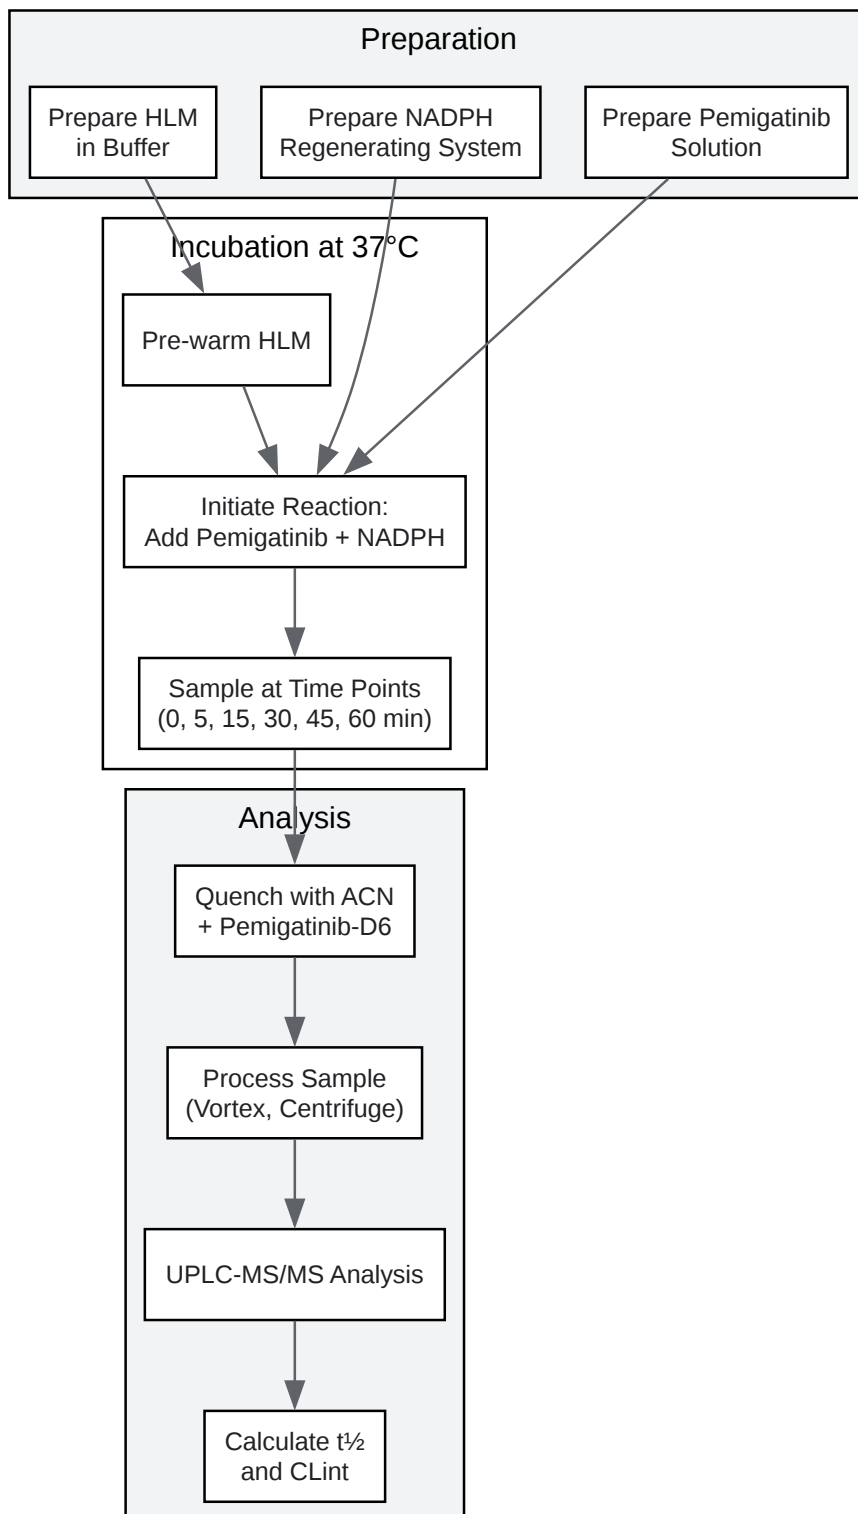 Preparation
Prepare HLM
in Buffer
Prepare NADPH
Regenerating System
Prepare Pemigatinib
Solution
Incubation at 37°C
Pre-warm HLM
Initiate Reaction:
Add Pemigatinib + NADPH
Sample at Time Points
(0, 5, 15, 30, 45, 60 min)
Analysis
Quench with ACN
+ Pemigatinib-D6
Process Sample
(Vortex, Centrifuge)
UPLC-MS/MS Analysis
Calculate t½
and CLint